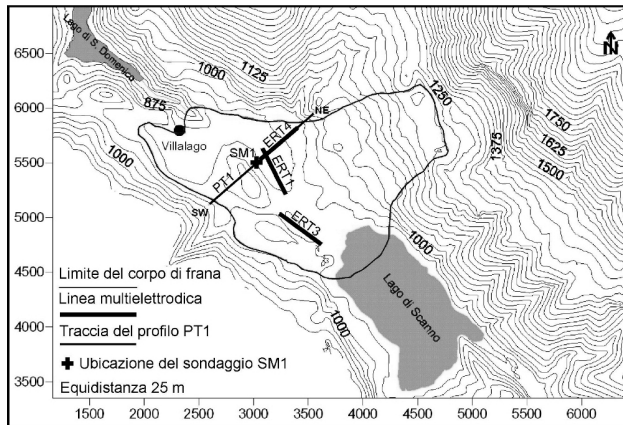 N
6500
6000
5500
5000
4500
4000
3500
Lago di S. Domenico
1000
1125
875
1000
Villalago
1250
1750
1625
1375
1500
NE
ERT4
SM1
ERT1
PT1
SW
ERT3
1000
Lago di Scanno
1000
Limite del corpo di frana
Linea multielettrodica
Traccia del profilo PT1
Ubicazione del sondaggio SM1
Equidistanza 25 m
1500 2000 2500 3000 3500 4000 4500 5000 5500 6000